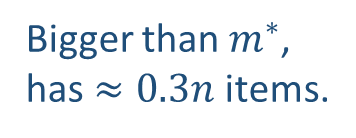 Bigger than m*,
has ≈ 0.3n items.